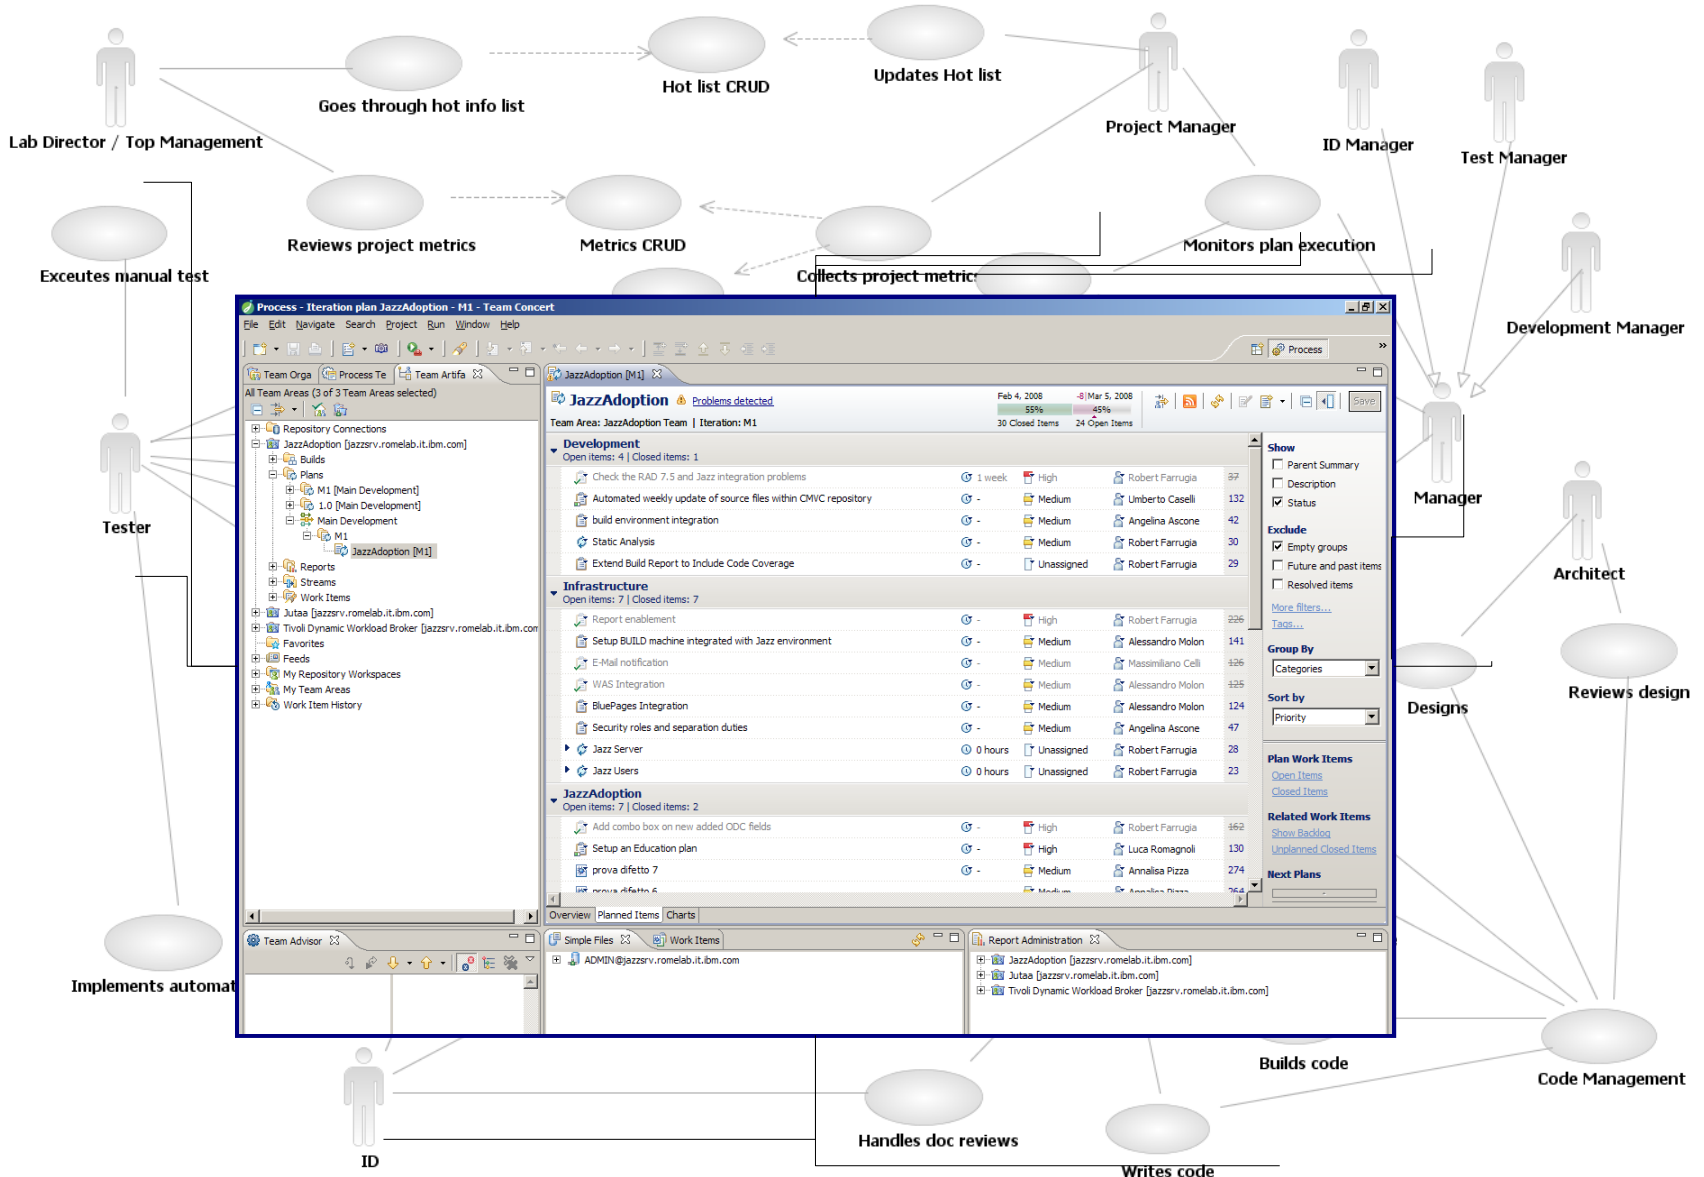 Goes through hot info list
Hot list CRUD
Updates Hot list
Lab Director / Top Management
Project Manager
ID Manager
Test Manager
Reviews project metrics
Metrics CRUD
Collects project metrics
Monitors plan execution
Exceutes manual test
Development Manager
Tester
Manager
Architect
Designs
Reviews design
Implements automat
Builds code
Code Management
Handles doc reviews
Writes code
ID
Process - Iteration plan JazzAdoption - M1 - Team Concert
File Edit Navigate Search Project Run Window Help
Process
Team Orga Process Te Team Artifa
All Team Areas (3 of 3 Team Areas selected)
Repository Connections
JazzAdoption [jazzsrv.romelab.it.ibm.com]
Builds
Plans
M1 [Main Development]
1.0 [Main Development]
Main Development
M1
JazzAdoption [M1]
Reports
Streams
Work Items
Jutaa [jazzsrv.romelab.it.ibm.com]
Tivoli Dynamic Workload Broker [jazzsrv.romelab.it.ibm.com
Favorites
Feeds
My Repository Workspaces
My Team Areas
Work Item History
JazzAdoption [M1]
JazzAdoption Problems detected
Feb 4, 2008 -8 Mar 5, 2008
55% 45%
30 Closed Items 24 Open Items
Save
Team Area: JazzAdoption Team | Iteration: M1
Development
Open items: 4 | Closed items: 1
Check the RAD 7.5 and Jazz integration problems 1 week High Robert Farrugia 37
Automated weekly update of source files within CMVC repository - Medium Umberto Caselli 132
build environment integration - Medium Angelina Ascone 42
Static Analysis - Medium Robert Farrugia 30
Extend Build Report to Include Code Coverage - Unassigned Robert Farrugia 29
Infrastructure
Open items: 7 | Closed items: 7
Report enablement - High Robert Farrugia 226
Setup BUILD machine integrated with Jazz environment - Medium Alessandro Molon 141
E-Mail notification - Medium Massimiliano Celli 126
WAS Integration - Medium Alessandro Molon 125
BluePages Integration - Medium Alessandro Molon 124
Security roles and separation duties - Medium Angelina Ascone 47
Jazz Server 0 hours Unassigned Robert Farrugia 28
Jazz Users 0 hours Unassigned Robert Farrugia 23
JazzAdoption
Open items: 7 | Closed items: 2
Add combo box on new added ODC fields - High Robert Farrugia 162
Setup an Education plan - High Luca Romagnoli 130
prova difetto 7 - Medium Annalisa Pizza 274
prova difetto 6 Medium Annalisa Pizza 264
Overview Planned Items Charts
Show
Parent Summary
Description
Status
Exclude
Empty groups
Future and past items
Resolved items
More filters...
Tags...
Group By
Categories
Sort by
Priority
Plan Work Items
Open Items
Closed Items
Related Work Items
Show Backlog
Unplanned Closed Items
Next Plans
-
Team Advisor
Simple Files Work Items
ADMIN@jazzsrv.romelab.it.ibm.com
Report Administration
JazzAdoption [jazzsrv.romelab.it.ibm.com]
Jutaa [jazzsrv.romelab.it.ibm.com]
Tivoli Dynamic Workload Broker [jazzsrv.romelab.it.ibm.com]